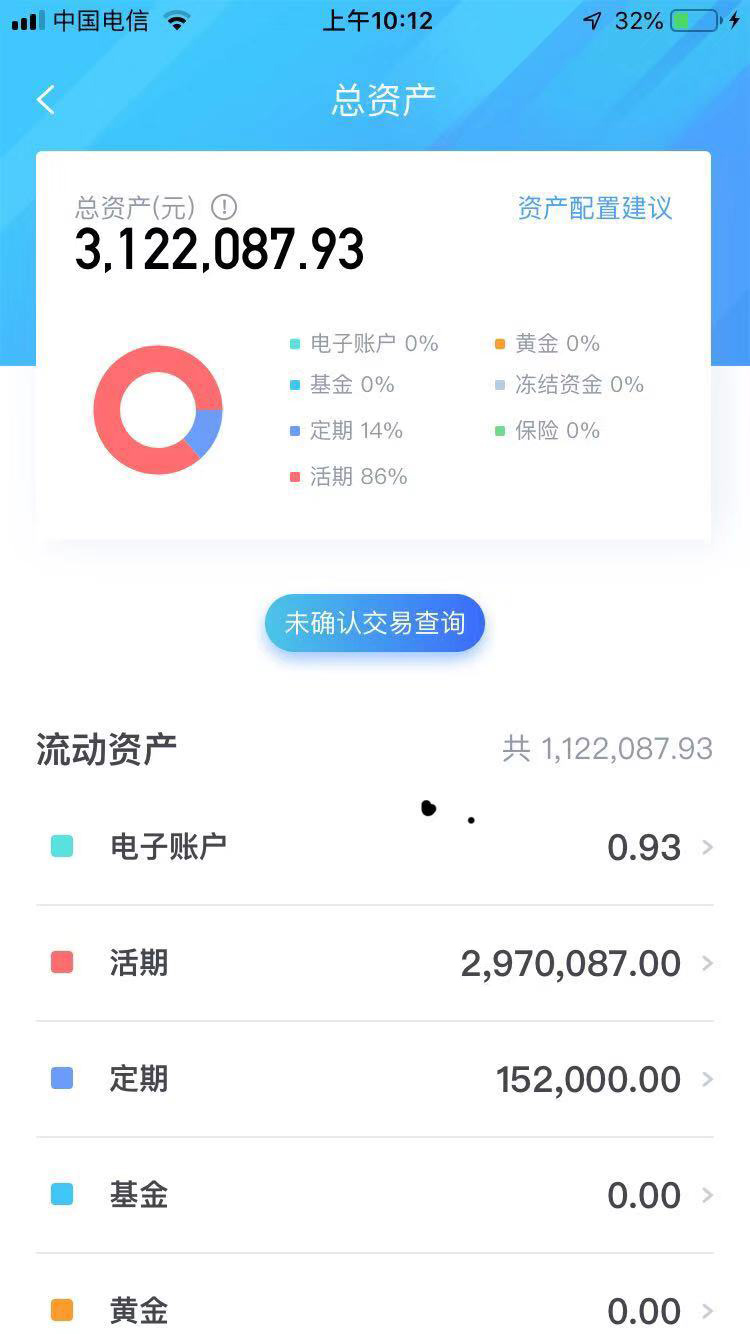 中国电信 上午10:12 32%
总资产
总资产(元) 资产配置建议
3,122,087.93
电子账户 0% 黄金 0%
基金 0% 冻结资金 0%
定期 14% 保险 0%
活期 86%
未确认交易查询
流动资产 共 1,122,087.93
电子账户 0.93
活期 2,970,087.00
定期 152,000.00
基金 0.00
黄金 0.00